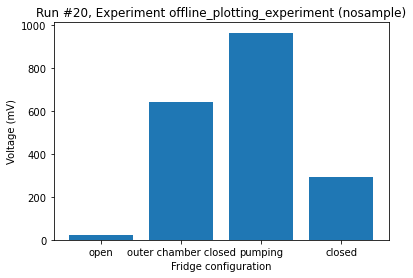 Run #20, Experiment offline_plotting_experiment (nosample)
1000
800
600
400
200
0
Voltage (mV)
open outer chamber closed pumping closed
Fridge configuration